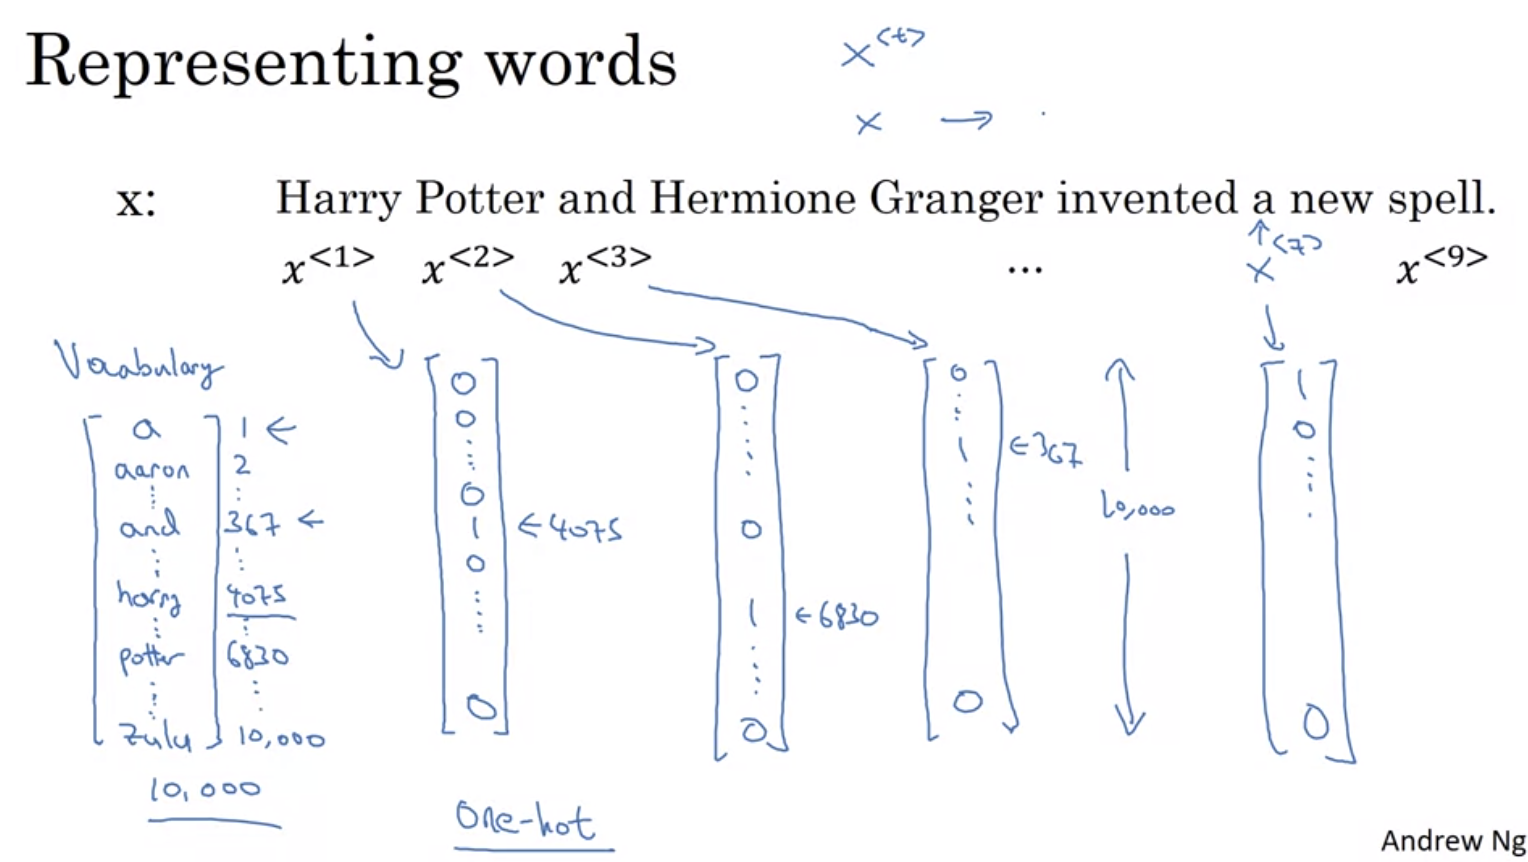 Representing words
x<t>
x →
x: Harry Potter and Hermione Granger invented a new spell.
x<1> x<2> x<3> ... x<7> x<9>
Vocabulary
a 1 ←
aaron 2
and 367 ←
harry 4075
potter 6830
zulu 10,000
10,000
0
0
0
1 ← 4075
0
0
0
0
1 ← 6830
0
0
1 ← 367
0
10,000
1
0
0
One-hot
Andrew Ng